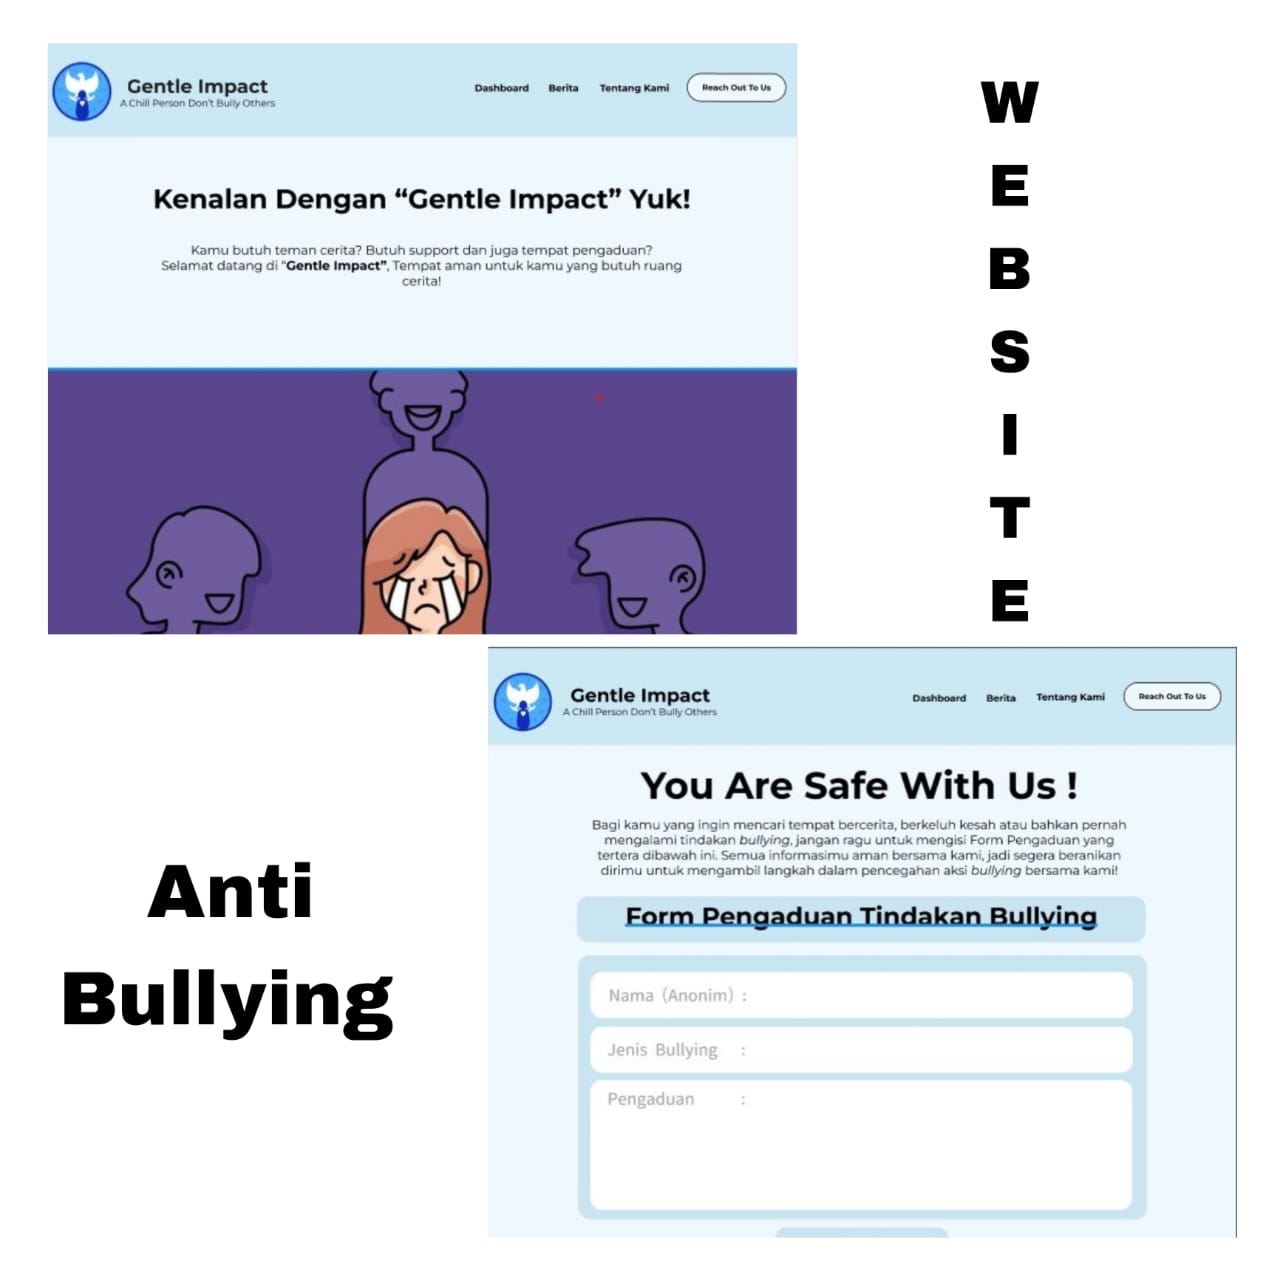 Gentle Impact
A Chill Person Don't Bully Others
Dashboard Berita Tentang Kami Reach Out To Us
Kenalan Dengan “Gentle Impact” Yuk!
Kamu butuh teman cerita? Butuh support dan juga tempat pengaduan?
Selamat datang di “Gentle Impact”, Tempat aman untuk kamu yang butuh ruang
cerita!
W
E
B
S
I
T
E
Anti
Bullying
Gentle Impact
A Chill Person Don't Bully Others
Dashboard Berita Tentang Kami Reach Out To Us
You Are Safe With Us !
Bagi kamu yang ingin mencari tempat bercerita, berkeluh kesah atau bahkan pernah
mengalami tindakan bullying, jangan ragu untuk mengisi Form Pengaduan yang
tertera dibawah ini. Semua informasimu aman bersama kami, jadi segera beranikan
dirimu untuk mengambil langkah dalam pencegahan aksi bullying bersama kami!
Form Pengaduan Tindakan Bullying
Nama (Anonim) :
Jenis Bullying :
Pengaduan :